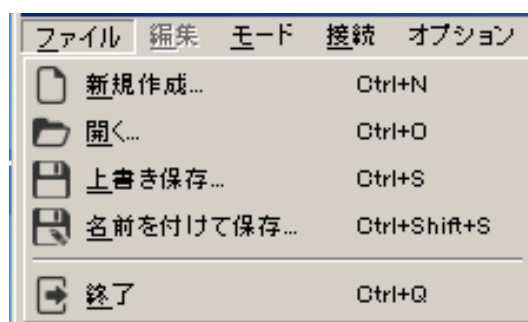 ファイル 編集 モード 接続 オプション
新規作成... Ctrl+N
開く... Ctrl+O
上書き保存... Ctrl+S
名前を付けて保存... Ctrl+Shift+S
終了 Ctrl+Q